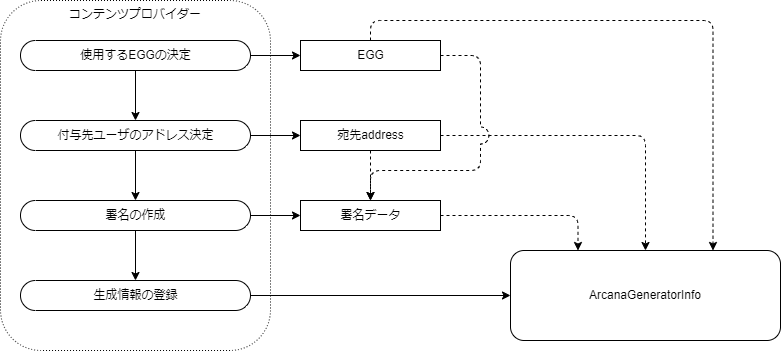 コンテンツプロバイダー
使用するEGGの決定
EGG
付与先ユーザのアドレス決定
宛先address
署名の作成
署名データ
生成情報の登録
ArcanaGeneratorInfo